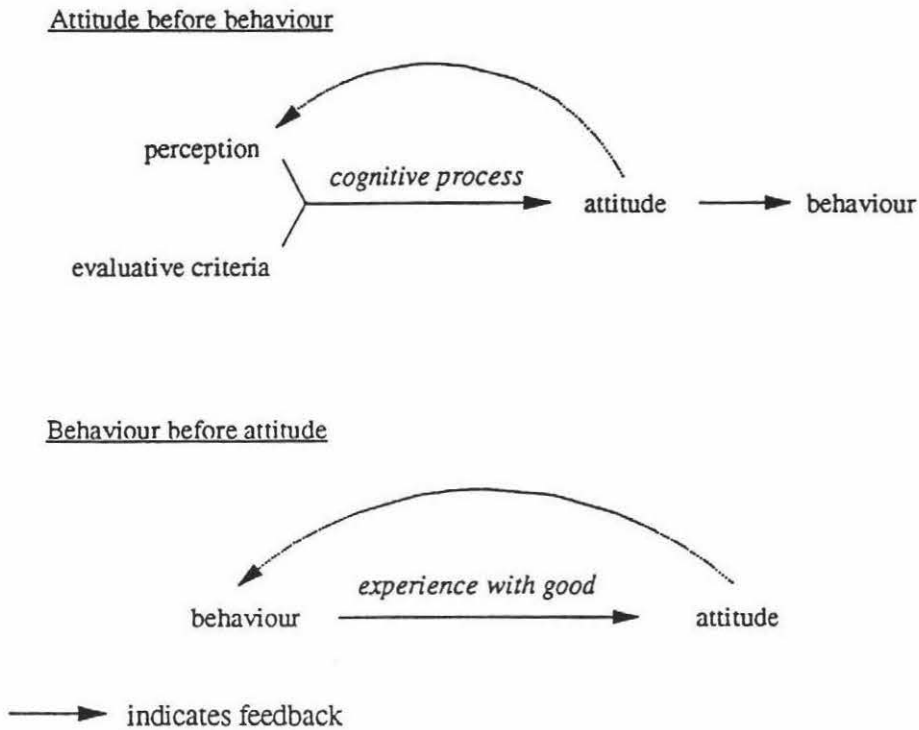 Attitude before behaviour
perception
cognitive process
attitude
behaviour
evaluative criteria
Behaviour before attitude
experience with good
behaviour
attitude
indicates feedback